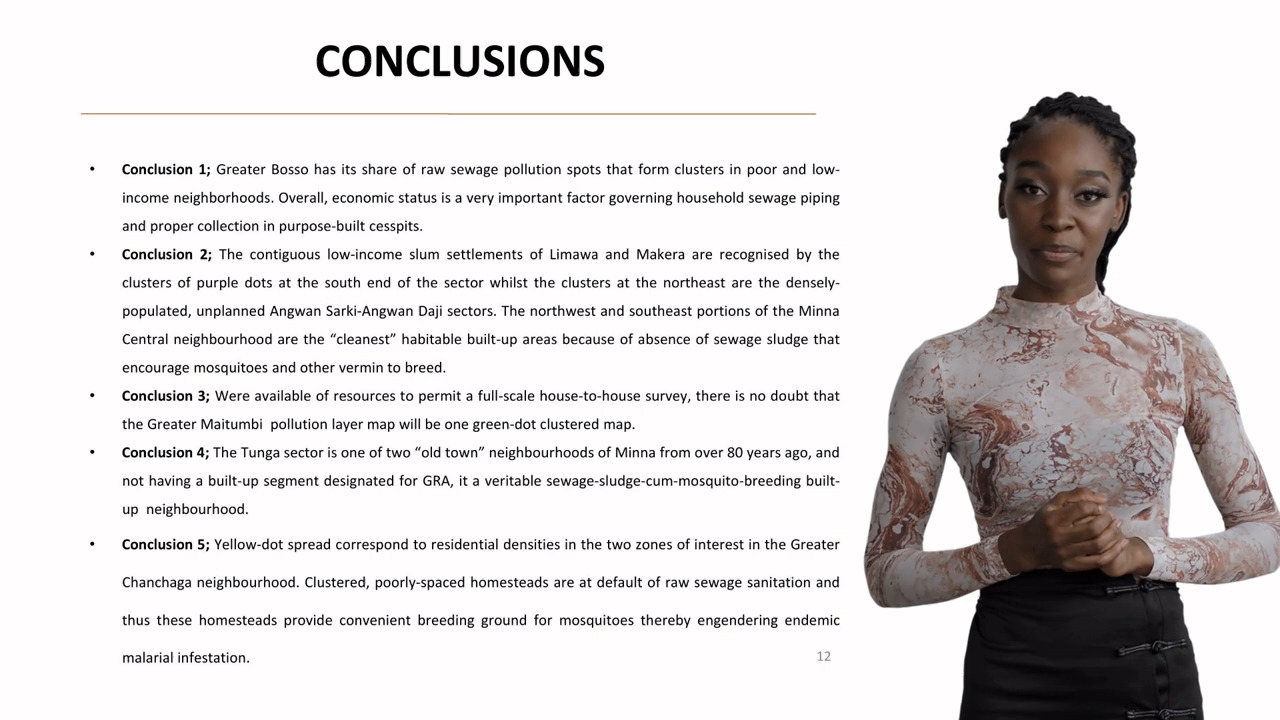 CONCLUSIONS
• Conclusion 1; Greater Bosso has its share of raw sewage pollution spots that form clusters in poor and low-
income neighborhoods. Overall, economic status is a very important factor governing household sewage piping
and proper collection in purpose-built cesspits.
• Conclusion 2; The contiguous low-income slum settlements of Limawa and Makera are recognised by the
clusters of purple dots at the south end of the sector whilst the clusters at the northeast are the densely-
populated, unplanned Angwan Sarki-Angwan Daji sectors. The northwest and southeast portions of the Minna
Central neighbourhood are the “cleanest” habitable built-up areas because of absence of sewage sludge that
encourage mosquitoes and other vermin to breed.
• Conclusion 3; Were available of resources to permit a full-scale house-to-house survey, there is no doubt that
the Greater Maitumbi  pollution layer map will be one green-dot clustered map.
• Conclusion 4; The Tunga sector is one of two “old town” neighbourhoods of Minna from over 80 years ago, and
not having a built-up segment designated for GRA, it a veritable sewage-sludge-cum-mosquito-breeding built-
up  neighbourhood.
• Conclusion 5; Yellow-dot spread correspond to residential densities in the two zones of interest in the Greater
Chanchaga neighbourhood. Clustered, poorly-spaced homesteads are at default of raw sewage sanitation and
thus these homesteads provide convenient breeding ground for mosquitoes thereby engendering endemic
malarial infestation.
12